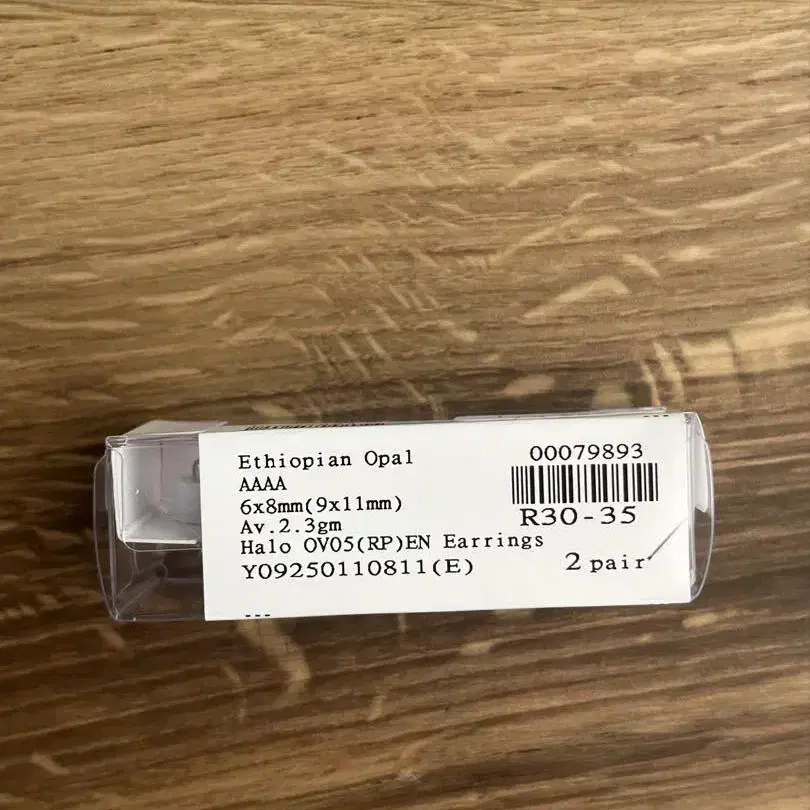 Ethiopian Opal
AAAA
6x8mm(9x11mm)
Av.2.3gm
Halo OV05(RP)EN Earrings
Y09250110811(E)
00079893
R30-35
2 pair